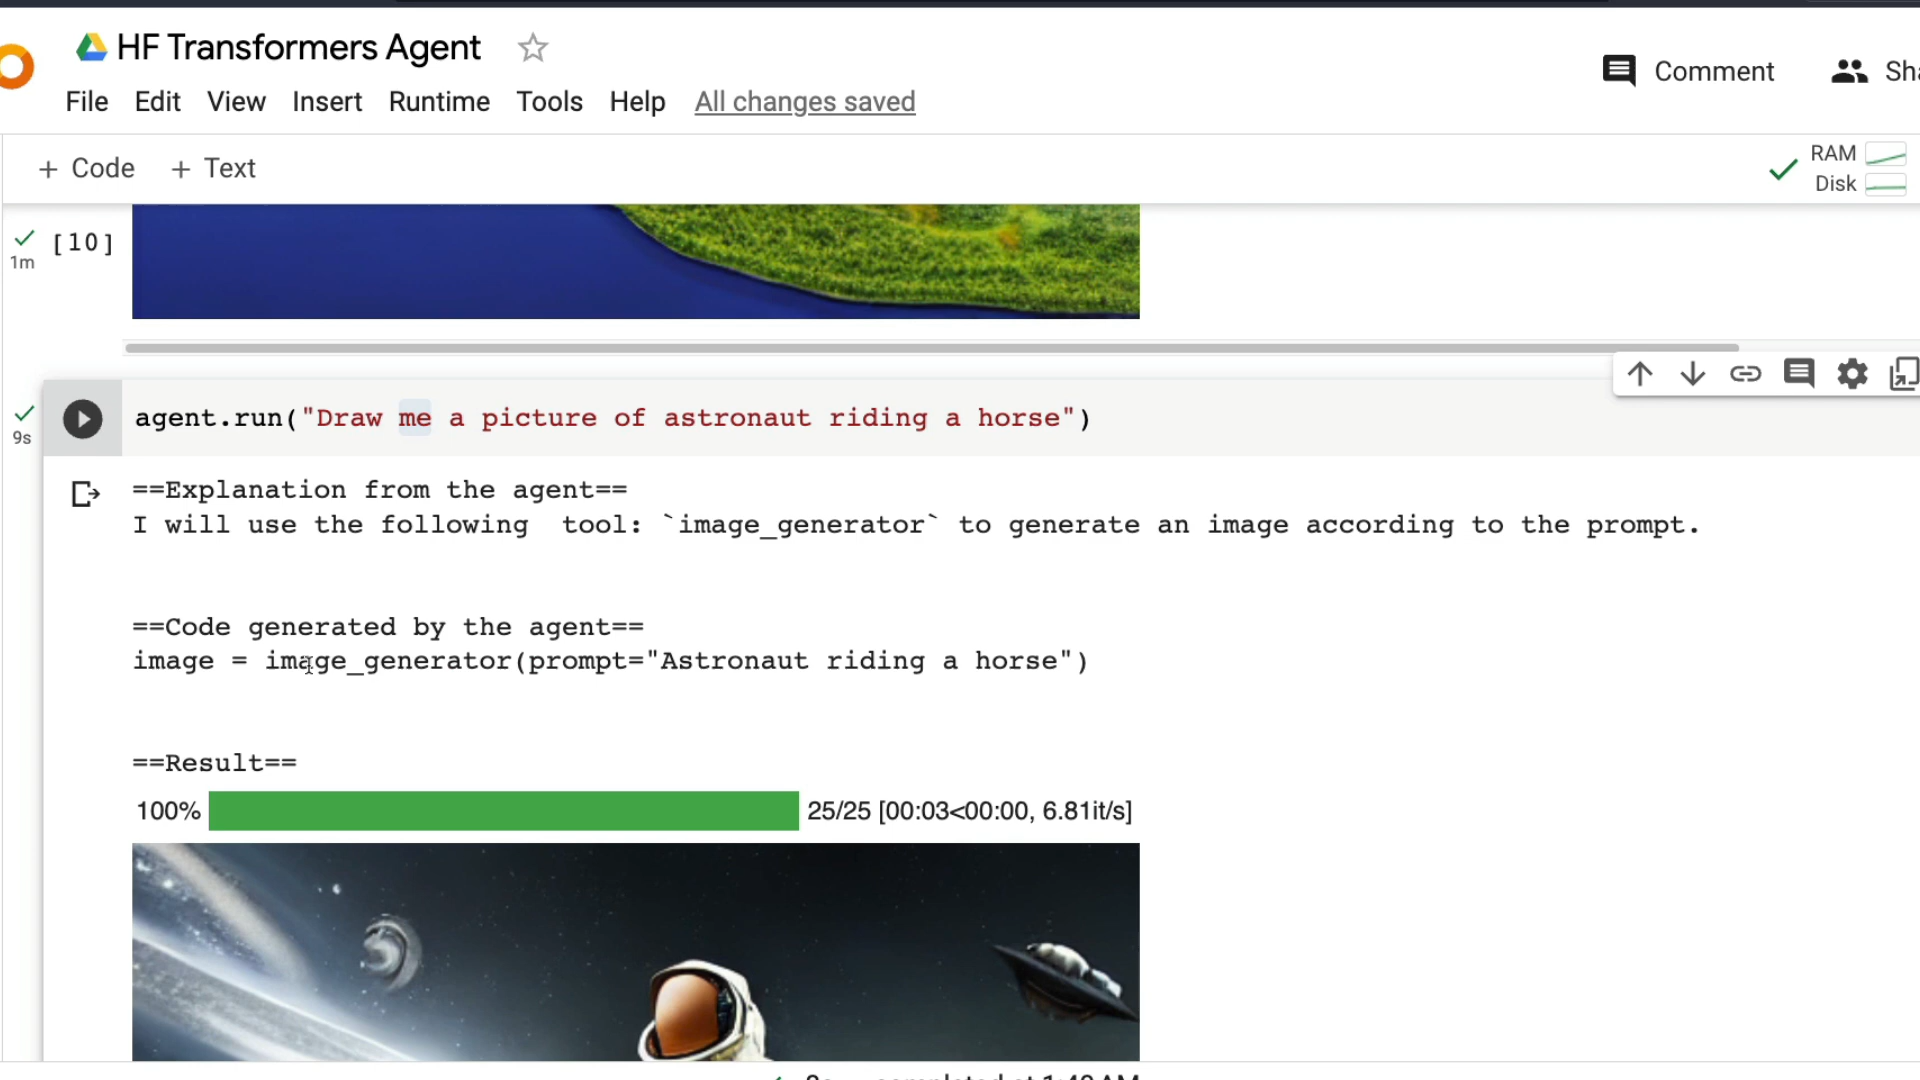 HF Transformers Agent
File Edit View Insert Runtime Tools Help All changes saved
Comment
+ Code + Text
RAM
Disk
[10]
1m
agent.run("Draw me a picture of astronaut riding a horse")
9s
==Explanation from the agent==
I will use the following  tool: `image_generator` to generate an image according to the prompt.
==Code generated by the agent==
image = image_generator(prompt="Astronaut riding a horse")
==Result==
100% 25/25 [00:03<00:00, 6.81it/s]